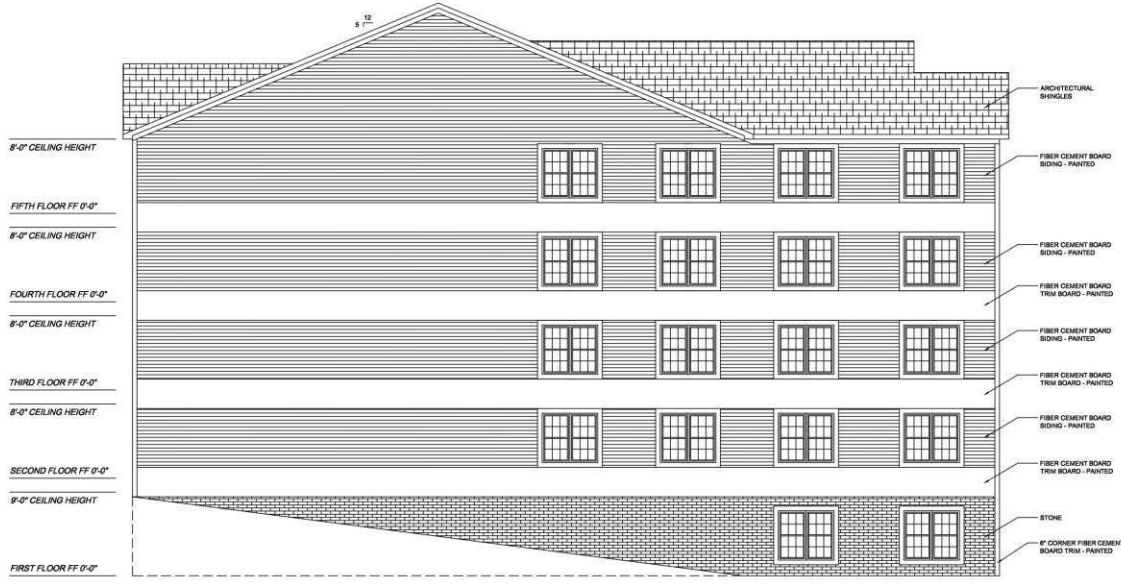 12
5
ARCHITECTURAL
SHINGLES
8'-0" CEILING HEIGHT
FIBER CEMENT BOARD
SIDING - PAINTED
FIFTH FLOOR FF 0'-0"
8'-0" CEILING HEIGHT
FIBER CEMENT BOARD
SIDING - PAINTED
FOURTH FLOOR FF 0'-0"
FIBER CEMENT BOARD
TRIM BOARD - PAINTED
8'-0" CEILING HEIGHT
FIBER CEMENT BOARD
SIDING - PAINTED
THIRD FLOOR FF 0'-0"
FIBER CEMENT BOARD
TRIM BOARD - PAINTED
8'-0" CEILING HEIGHT
FIBER CEMENT BOARD
SIDING - PAINTED
SECOND FLOOR FF 0'-0"
FIBER CEMENT BOARD
TRIM BOARD - PAINTED
9'-0" CEILING HEIGHT
STONE
6" CORNER FIBER CEMENT
BOARD TRIM - PAINTED
FIRST FLOOR FF 0'-0"